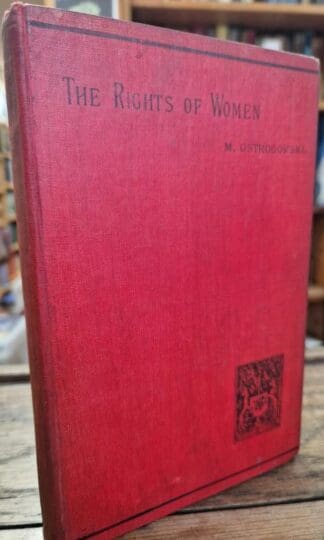 THE RIGHTS OF WOMEN
M. OSTROGORSKI